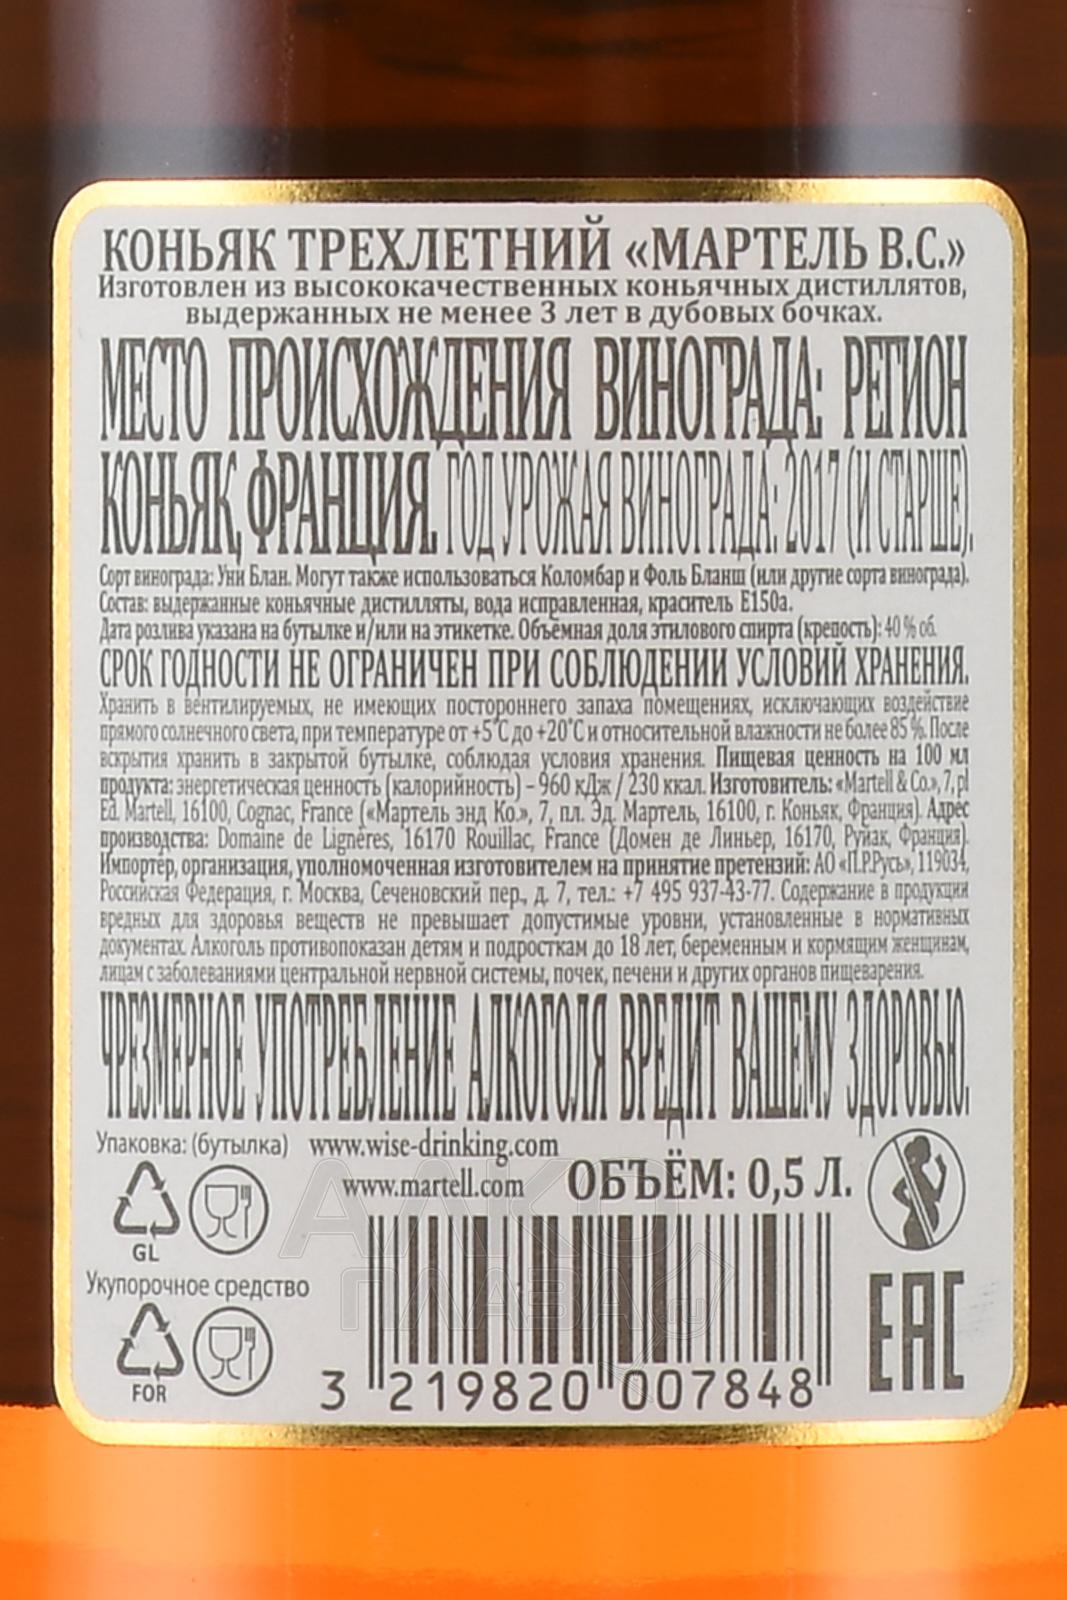 КОНЬЯК ТРЕХЛЕТНИЙ «МАРТЕЛЬ В.С.»
Изготовлен из высококачественных коньячных дистиллятов,
выдержанных не менее 3 лет в дубовых бочках.
МЕСТО ПРОИСХОЖДЕНИЯ ВИНОГРАДА: РЕГИОН
КОНЬЯК, ФРАНЦИЯ. ГОД УРОЖАЯ ВИНОГРАДА: 2017 (И СТАРШЕ).
Сорт винограда: Уни Блан. Могут также использоваться Коломбар и Фоль Бланш (или другие сорта винограда).
Состав: выдержанные коньячные дистилляты, вода исправленная, краситель Е150а.
Дата розлива указана на бутылке и/или на этикетке. Объёмная доля этилового спирта (крепость): 40 % об.
СРОК ГОДНОСТИ НЕ ОГРАНИЧЕН ПРИ СОБЛЮДЕНИИ УСЛОВИЙ ХРАНЕНИЯ.
Хранить в вентилируемых, не имеющих постороннего запаха помещениях, исключающих воздействие
прямого солнечного света, при температуре от +5˚С до +20˚С и относительной влажности не более 85 %. После
вскрытия хранить в закрытой бутылке, соблюдая условия хранения. Пищевая ценность на 100 мл
продукта: энергетическая ценность (калорийность) – 960 кДж / 230 ккал. Изготовитель: «Martell & Co.», 7, pl
Ed. Martell, 16100, Cognac, France («Мартель энд Ко.», 7, пл. Эд. Мартель, 16100, г. Коньяк, Франция). Адрес
производства: Domaine de Lignères, 16170 Rouillac, France (Домен де Линьер, 16170, Руйак, Франция).
Импортёр, организация, уполномоченная изготовителем на принятие претензий: АО «П.Р.Русь», 119034,
Российская Федерация, г. Москва, Сеченовский пер., д. 7, тел.: +7 495 937-43-77. Содержание в продукции
вредных для здоровья веществ не превышает допустимые уровни, установленные в нормативных
документах. Алкоголь противопоказан детям и подросткам до 18 лет, беременным и кормящим женщинам,
лицам с заболеваниями центральной нервной системы, почек, печени и других органов пищеварения.
ЧРЕЗМЕРНОЕ УПОТРЕБЛЕНИЕ АЛКОГОЛЯ ВРЕДИТ ВАШЕМУ ЗДОРОВЬЮ.
Упаковка: (бутылка) www.wise-drinking.com
www.martell.com ОБЪЁМ: 0,5 Л.
GL
Укупорочное средство
FOR
EAC
3 219820 007848
АЛКО
ПЛАЗА.ru